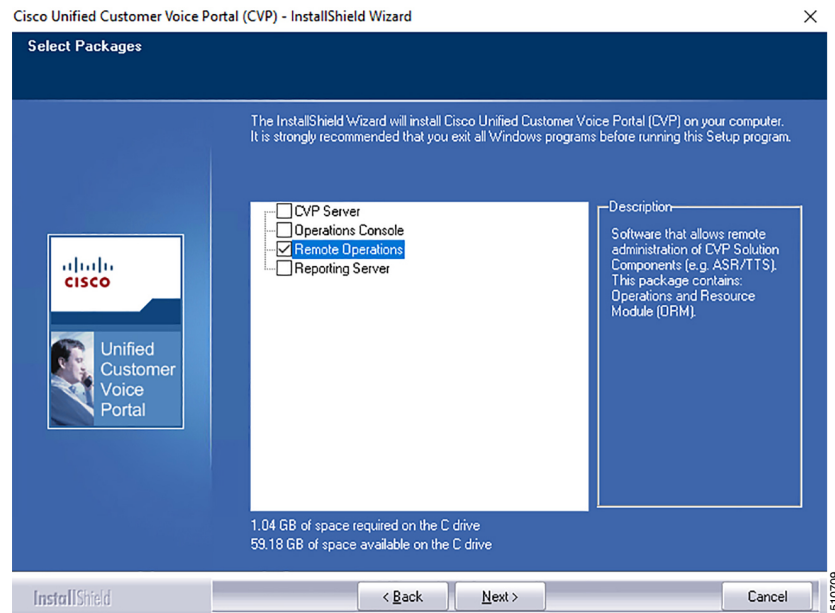 Cisco Unified Customer Voice Portal (CVP) - InstallShield Wizard
Select Packages
The InstallShield Wizard will install Cisco Unified Customer Voice Portal (CVP) on your computer.
It is strongly recommended that you exit all Windows programs before running this Setup program.
CVP Server
Operations Console
Remote Operations
Reporting Server
Description
Software that allows remote
administration of CVP Solution
Components (e.g. ASR/TTS).
This package contains:
Operations and Resource
Module (ORM).
CISCO
Unified
Customer
Voice
Portal
1.04 GB of space required on the C drive
59.18 GB of space available on the C drive
InstallShield
< Back
Next >
Cancel